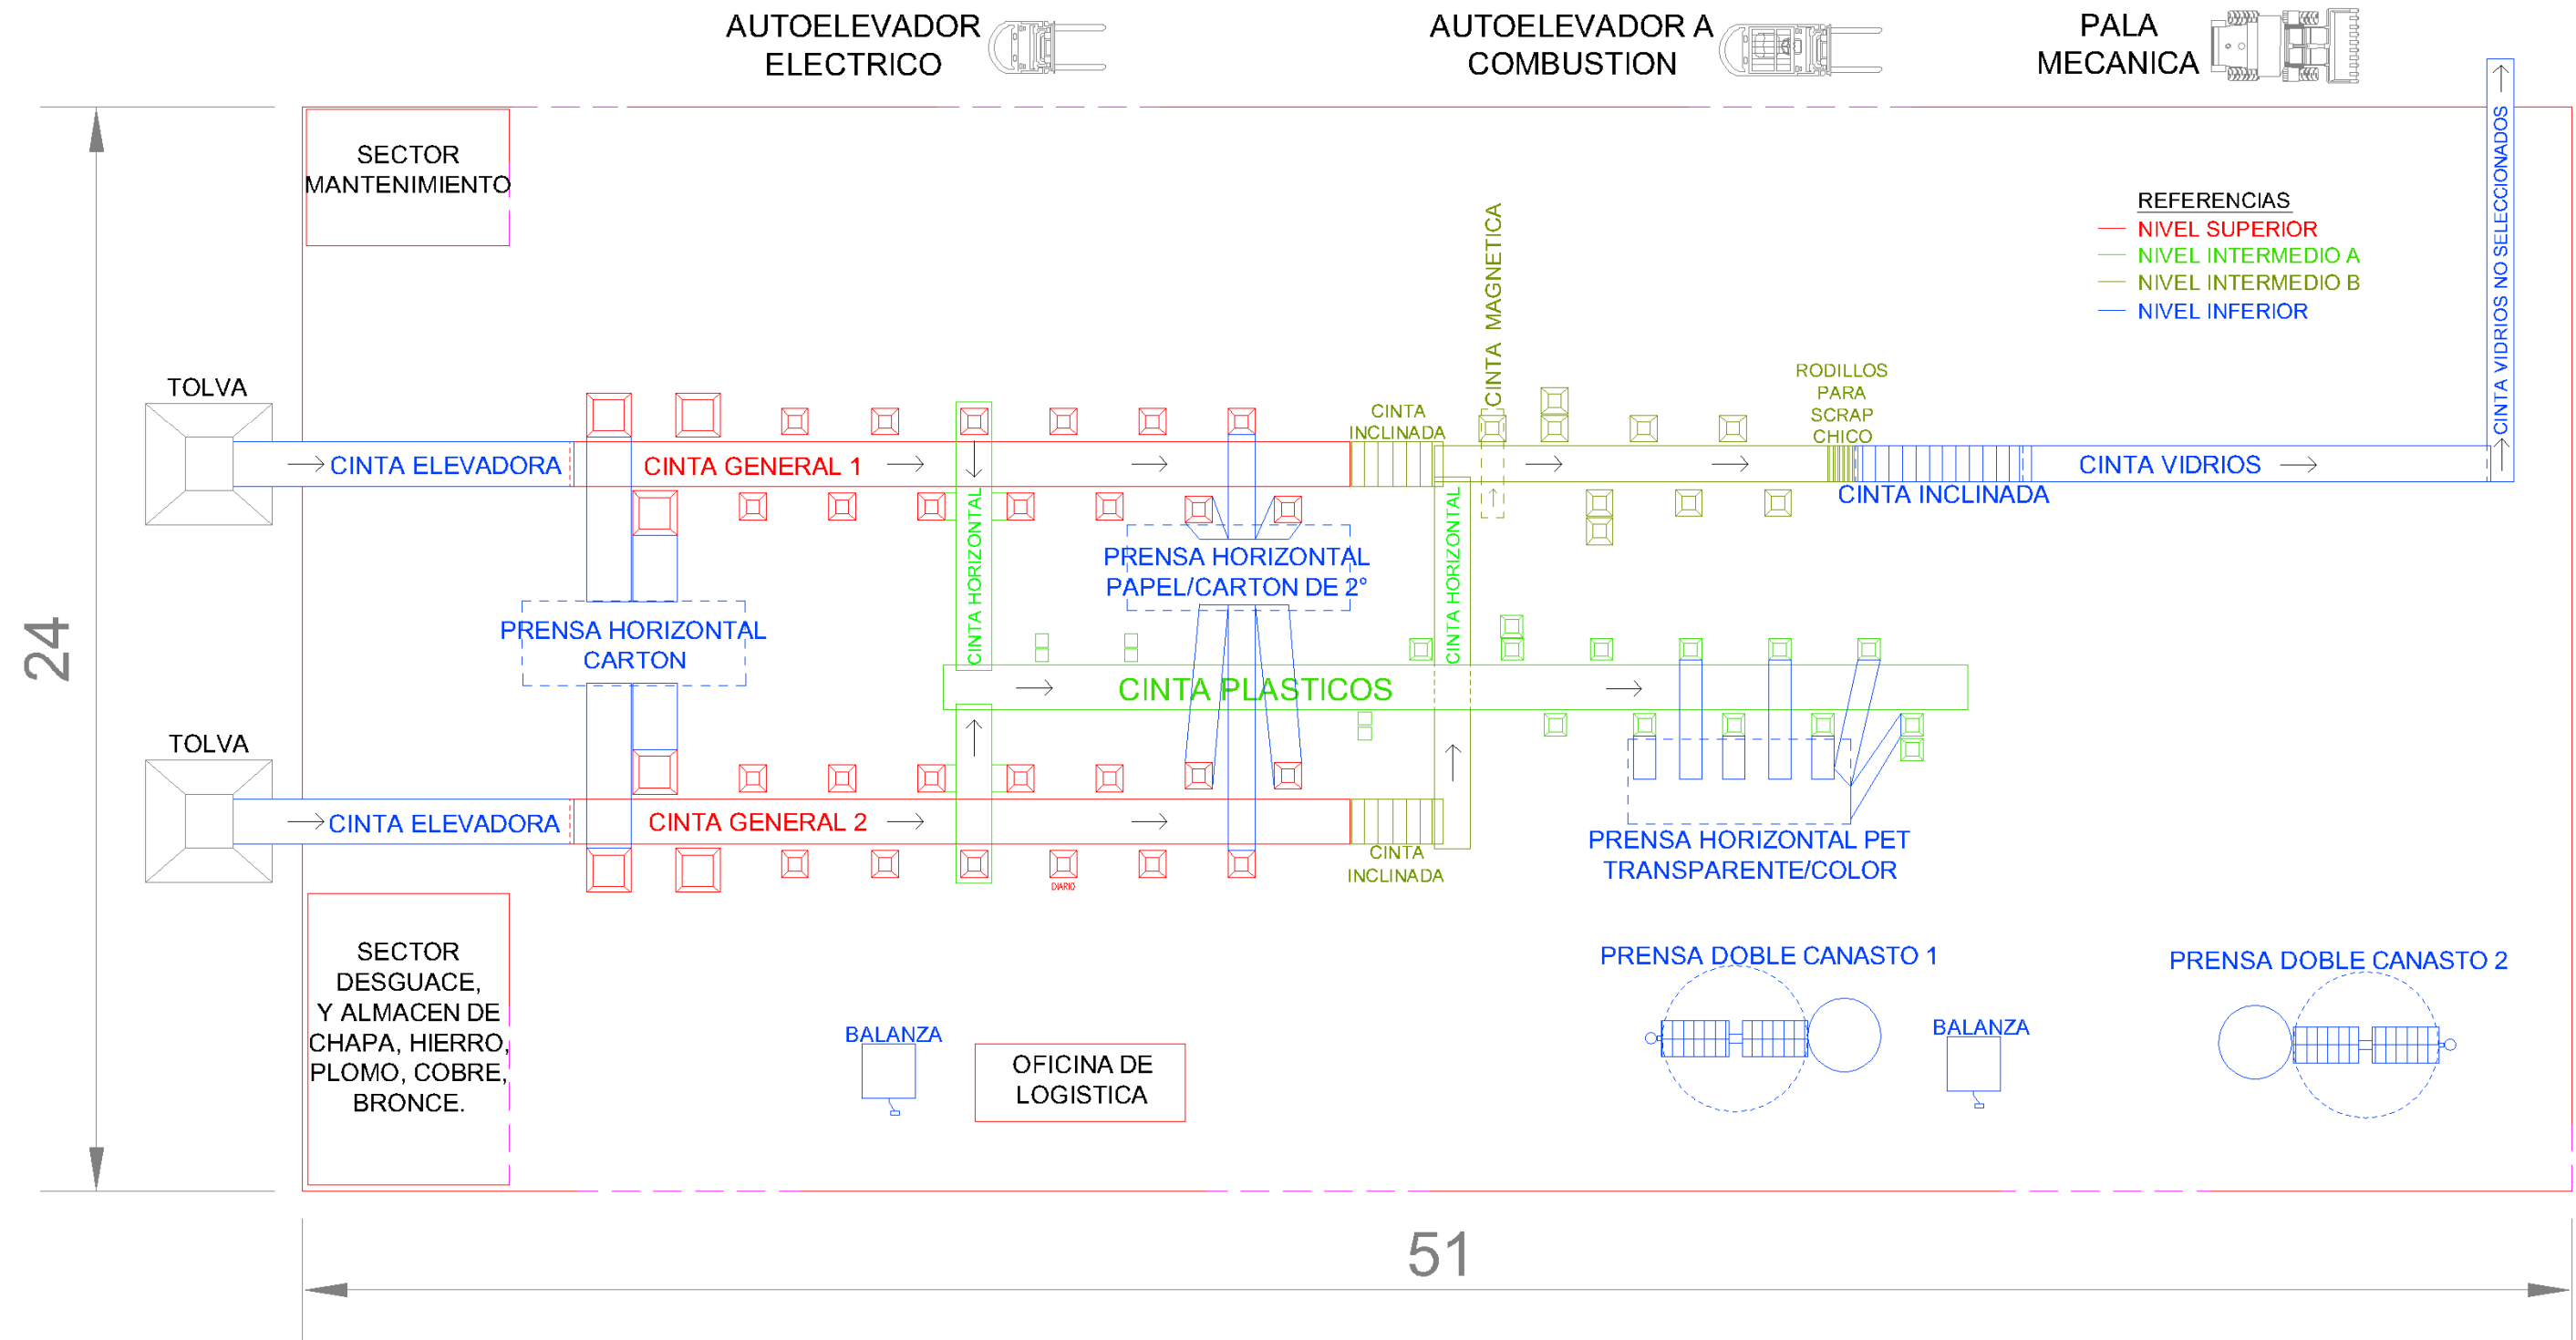 AUTOELEVADOR
ELECTRICO
AUTOELEVADOR A
COMBUSTION
PALA
MECANICA
SECTOR
MANTENIMIENTO
REFERENCIAS
NIVEL SUPERIOR
NIVEL INTERMEDIO A
NIVEL INTERMEDIO B
NIVEL INFERIOR
CINTA VIDRIOS NO SELECCIONADOS
CINTA MAGNETICA
RODILLOS
PARA
SCRAP
CHICO
TOLVA
CINTA ELEVADORA
CINTA GENERAL 1
CINTA
INCLINADA
CINTA VIDRIOS
CINTA INCLINADA
CINTA HORIZONTAL
CINTA HORIZONTAL
PRENSA HORIZONTAL
PAPEL/CARTON DE 2°
PRENSA HORIZONTAL
CARTON
24
CINTA PLASTICOS
TOLVA
CINTA ELEVADORA
CINTA GENERAL 2
CINTA
INCLINADA
DIARIO
PRENSA HORIZONTAL PET
TRANSPARENTE/COLOR
SECTOR
DESGUACE,
Y ALMACEN DE
CHAPA, HIERRO,
PLOMO, COBRE,
BRONCE.
BALANZA
OFICINA DE
LOGISTICA
PRENSA DOBLE CANASTO 1
BALANZA
PRENSA DOBLE CANASTO 2
51